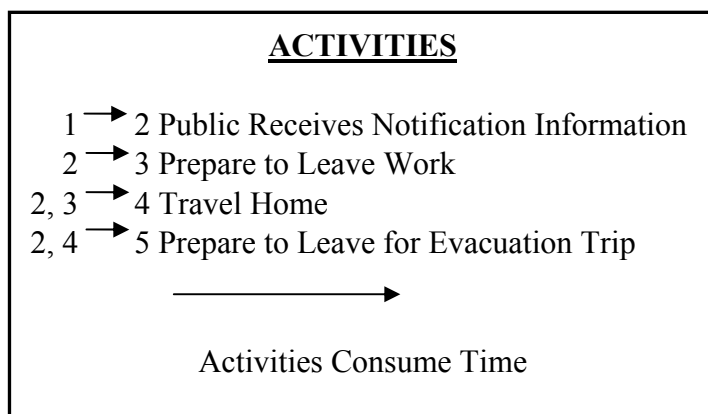 ACTIVITIES
1 → 2 Public Receives Notification Information
2 → 3 Prepare to Leave Work
2, 3 → 4 Travel Home
2, 4 → 5 Prepare to Leave for Evacuation Trip
Activities Consume Time